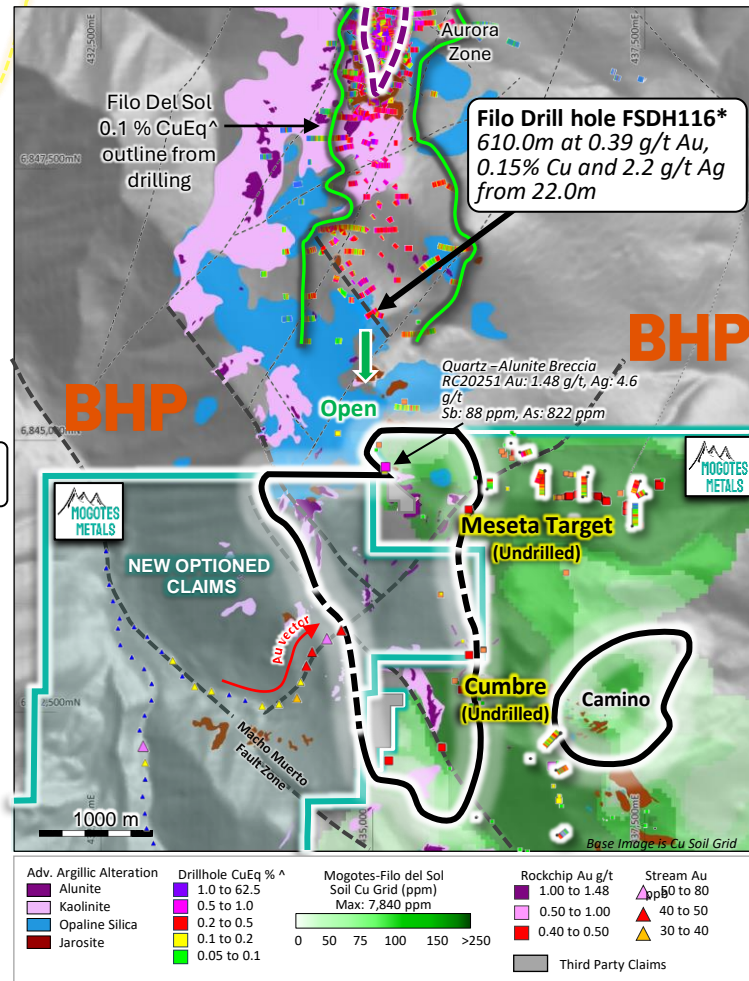 432,500mE
437,500mE
Aurora
Zone
Filo Del Sol
0.1 % CuEq^
outline from
drilling
6,847,500mN
Filo Drill hole FSDH116*
610.0m at 0.39 g/t Au,
0.15% Cu and 2.2 g/t Ag
from 22.0m
BHP
BHP
Quartz – Alunite Breccia
RC20251 Au: 1.48 g/t, Ag: 4.6
g/t
Sb: 88 ppm, As: 822 ppm
Open
6,845,000mN
MOGOTES
METALS
MOGOTES
METALS
Meseta Target
(Undrilled)
NEW OPTIONED
CLAIMS
Au vector
Cumbre
(Undrilled)
Camino
Macho Muerto
Fault Zone
1000 m
Base Image is Cu Soil Grid
Adv. Argillic Alteration
Alunite
Kaolinite
Opaline Silica
Jarosite
Drillhole CuEq % ^
1.0 to 62.5
0.5 to 1.0
0.2 to 0.5
0.1 to 0.2
0.05 to 0.1
Mogotes-Filo del Sol
Soil Cu Grid (ppm)
Max: 7,840 ppm
0 50 75 100 150 >250
Rockchip Au g/t
1.00 to 1.48
0.50 to 1.00
0.40 to 0.50
Stream Au
ppb
50 to 80
40 to 50
30 to 40
Third Party Claims